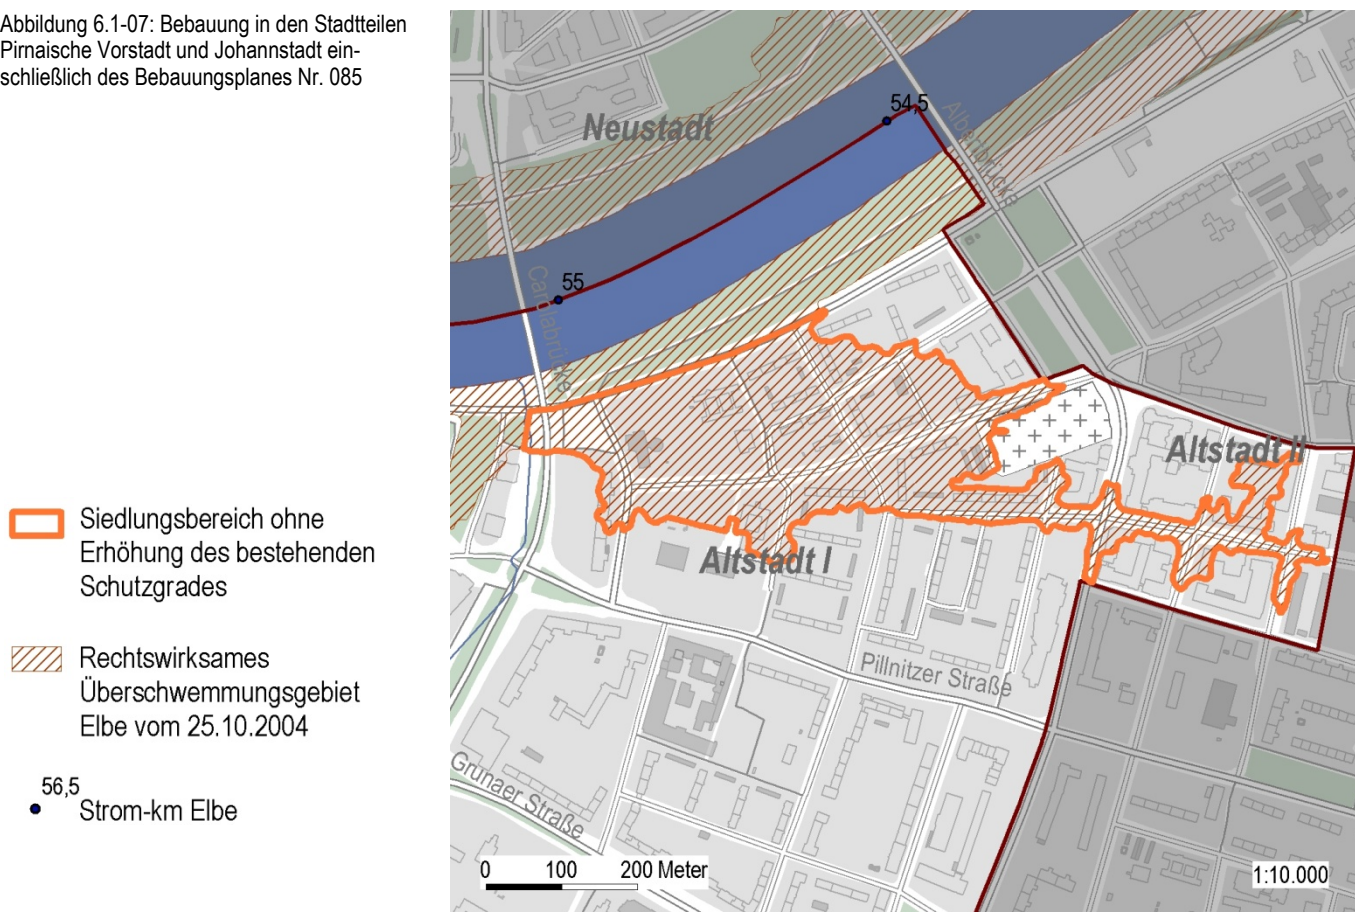 Abbildung 6.1-07: Bebauung in den Stadtteilen
Pirnaische Vorstadt und Johannstadt ein-
schließlich des Bebauungsplanes Nr. 085
54,5
Neustadt
Albertbrücke
55
Carolabrücke
Altstadt II
Altstadt I
Siedlungsbereich ohne
Erhöhung des bestehenden
Schutzgrades
Rechtswirksames
Überschwemmungsgebiet
Elbe vom 25.10.2004
56,5
Strom-km Elbe
Pillnitzer Straße
Grunaer Straße
0 100 200 Meter
1:10.000